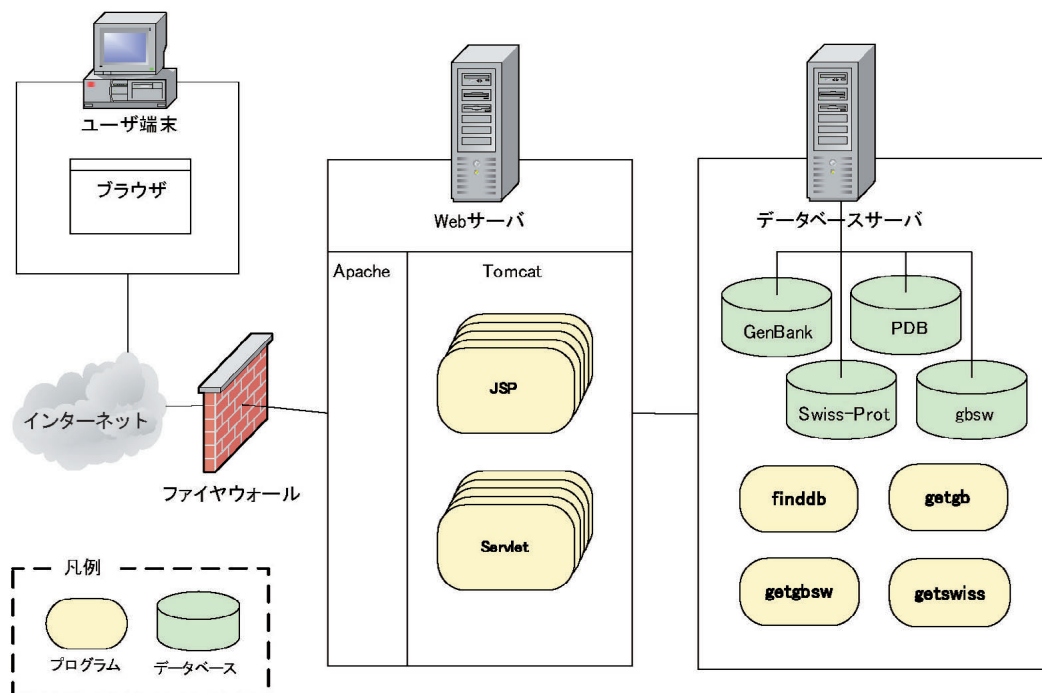 ユーザ端末
ブラウザ
インターネット
ファイヤウォール
Webサーバ
Apache
Tomcat
JSP
Servlet
データベースサーバ
GenBank
PDB
Swiss-Prot
gbsw
finddb
getgb
getgbsw
getswiss
凡例
プログラム
データベース